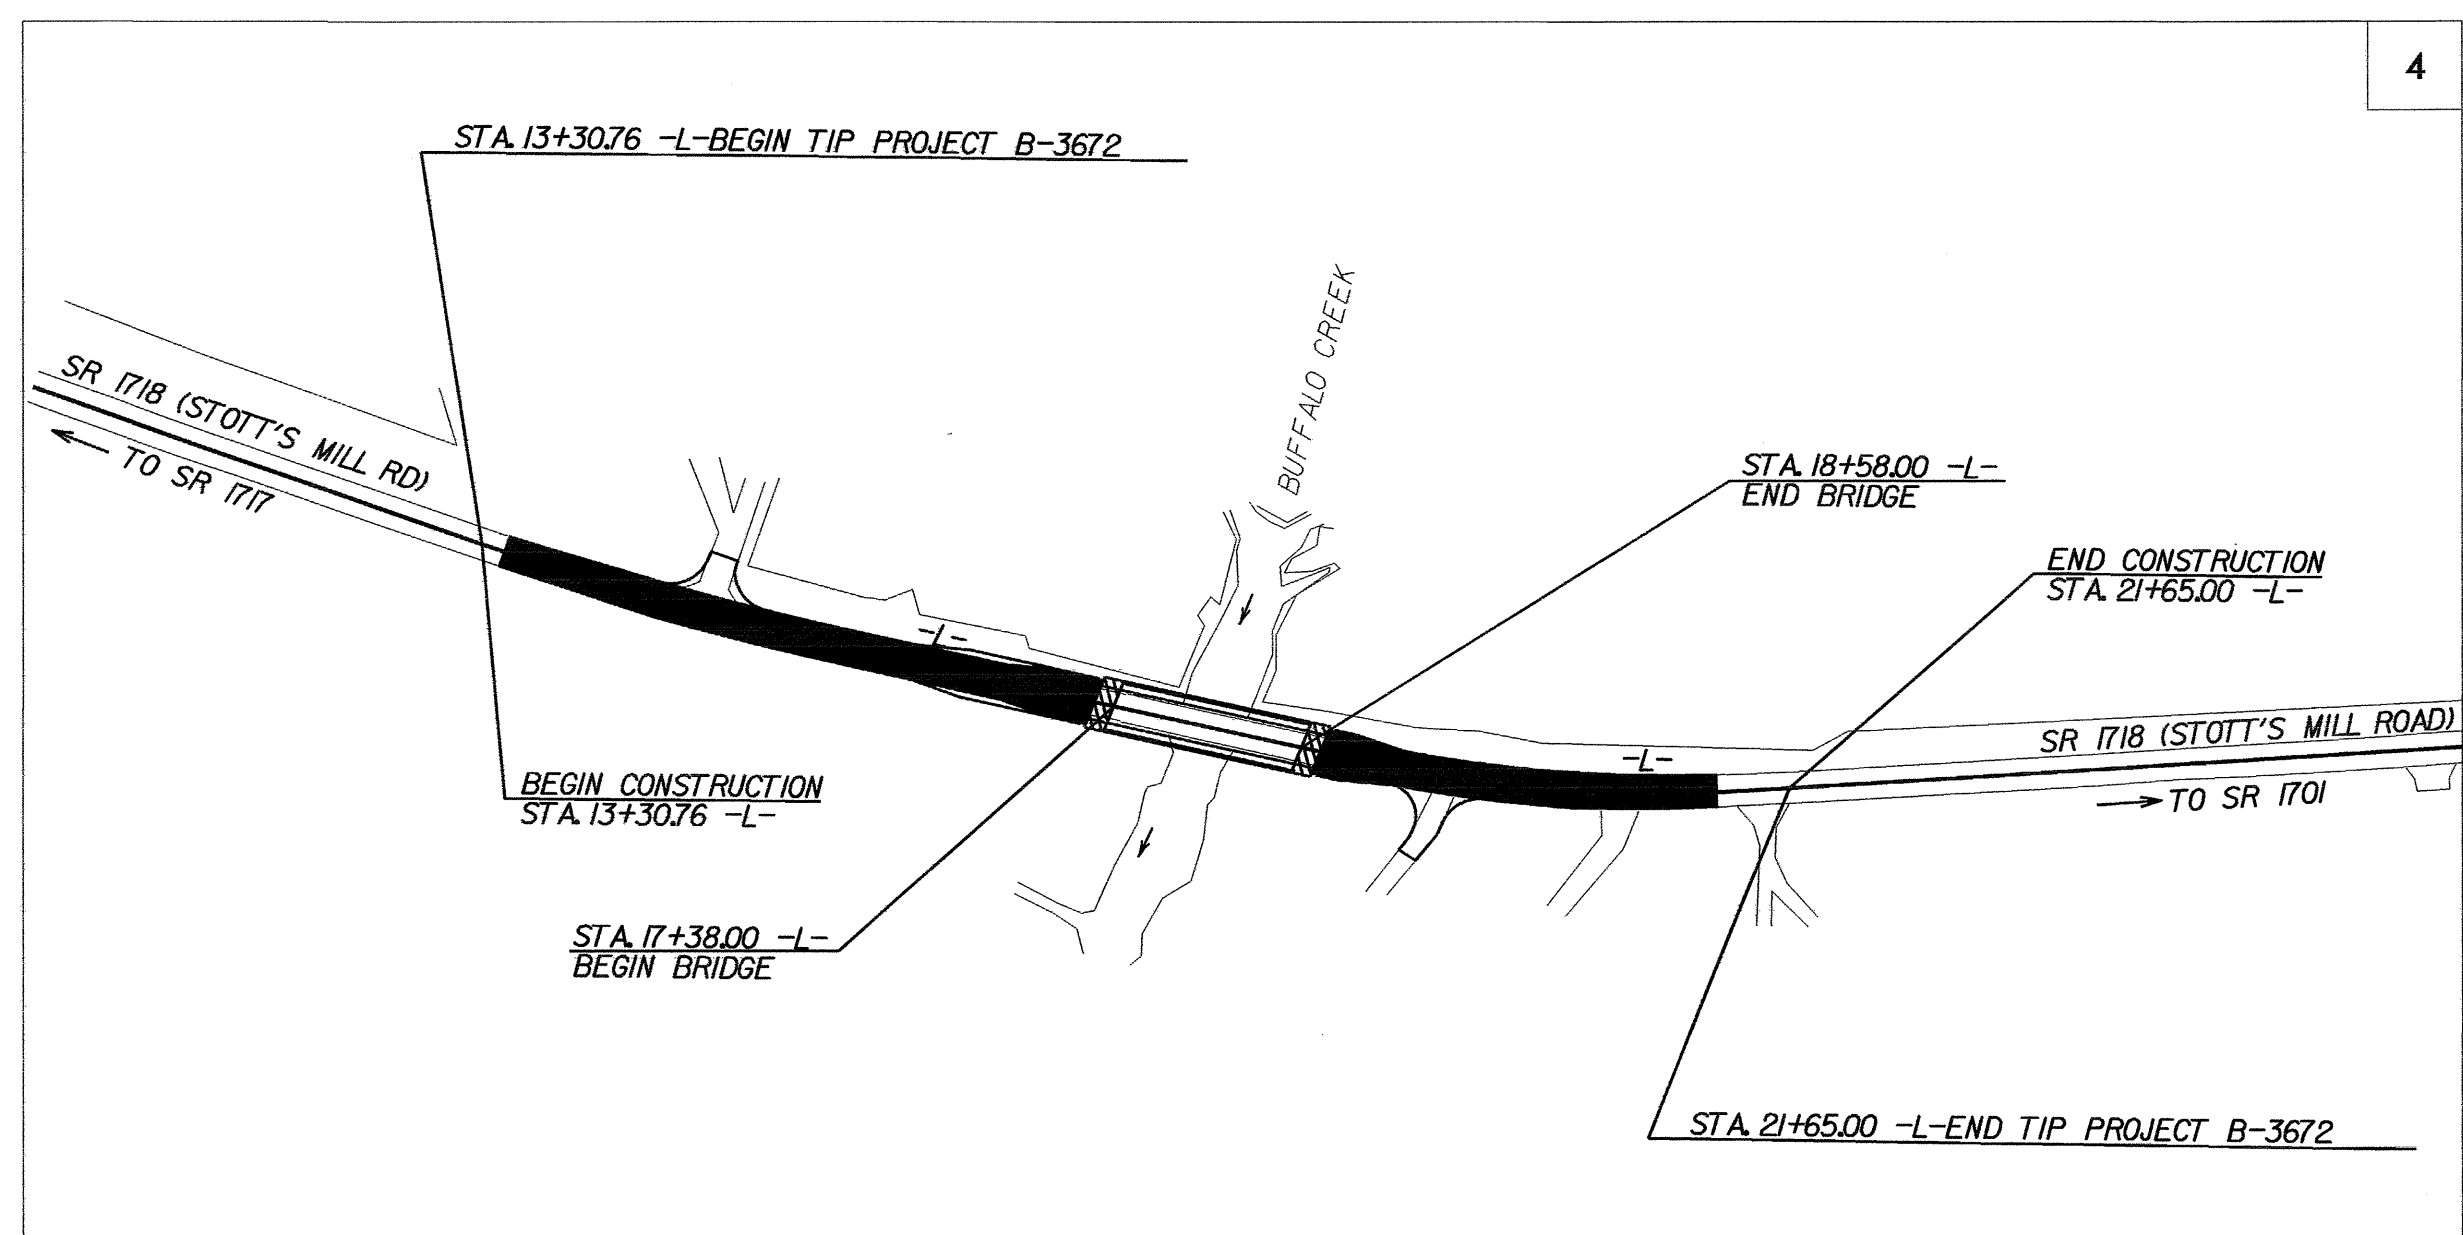 4
STA. 13+30.76 -L-BEGIN TIP PROJECT B-3672
BUFFALO CREEK
SR 1718 (STOTT'S MILL RD)
TO SR 1717
STA. 18+58.00 -L-
END BRIDGE
END CONSTRUCTION
STA. 21+65.00 -L-
-L-
-L-
SR 1718 (STOTT'S MILL ROAD)
TO SR 1701
BEGIN CONSTRUCTION
STA. 13+30.76 -L-
STA. 17+38.00 -L-
BEGIN BRIDGE
STA. 21+65.00 -L-END TIP PROJECT B-3672